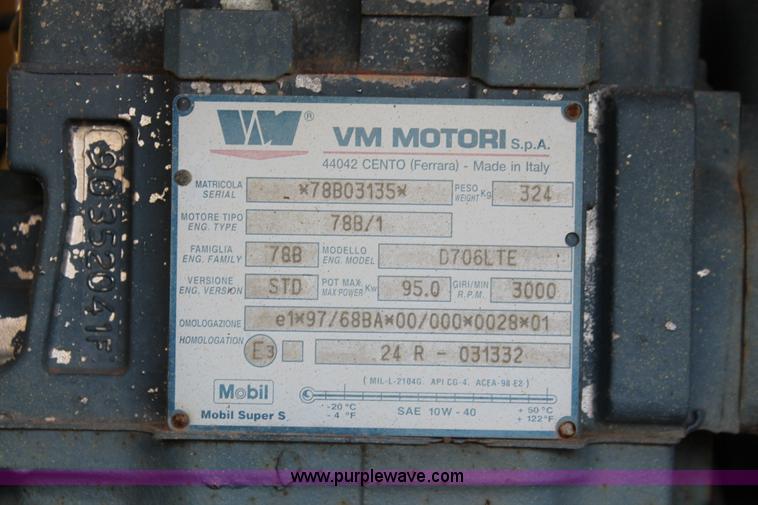 VM® VM MOTORI S.p.A.
44042 CENTO (Ferrara) - Made in Italy
MATRICOLA SERIAL *78B03135* PESO WEIGHT Kg 324
MOTORE TIPO ENG. TYPE 78B/1
FAMIGLIA ENG. FAMILY 78B MODELLO ENG. MODEL D706LTE
VERSIONE ENG. VERSION STD POT MAX. MAX POWER Kw 95.0 GIRI/MIN R.P.M. 3000
OMOLOGAZIONE HOMOLOGATION e1*97/68BA*00/000*0028*01
E3 24 R - 031332
(MIL-L-2104G. API CG-4. ACEA-98 E2)
Mobil
Mobil Super S
-20 °C
-4 °F
SAE 10W - 40
+ 50°C
+ 122°F
9035204 1F
www.purplewave.com